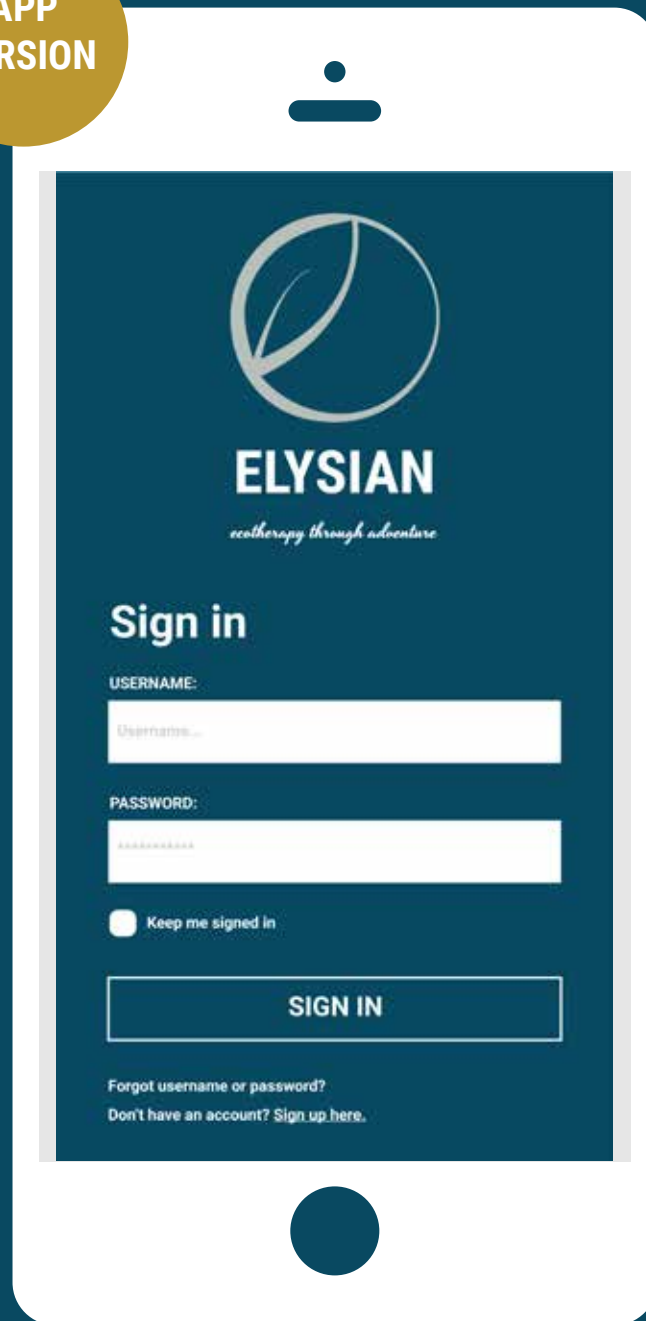 APP
RSION
ELYSIAN
ecotherapy through adventure
Sign in
USERNAME:
Username...
PASSWORD:
***********
Keep me signed in
SIGN IN
Forgot username or password?
Don't have an account? Sign up here.